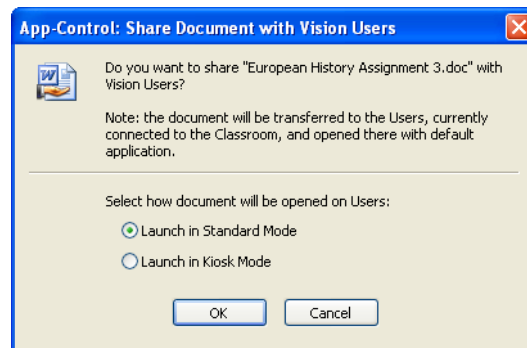 App-Control: Share Document with Vision Users
Do you want to share "European History Assignment 3.doc" with
Vision Users?
Note: the document will be transferred to the Users, currently
connected to the Classroom, and opened there with default
application.
Select how document will be opened on Users:
Launch in Standard Mode
Launch in Kiosk Mode
OK Cancel